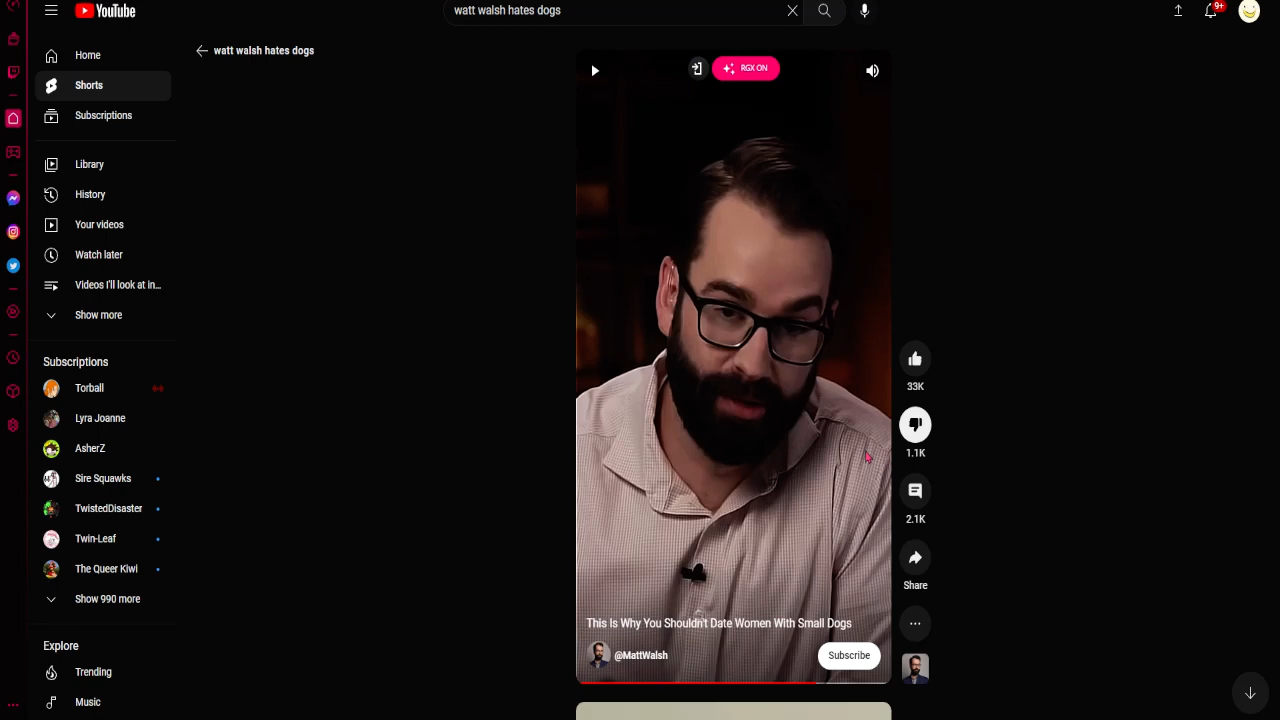 YouTube
watt walsh hates dogs
9+
watt walsh hates dogs
Home
Shorts
Subscriptions
Library
History
Your videos
Watch later
Videos I'll look at in...
Show more
Subscriptions
Torball
Lyra Joanne
AsherZ
Sire Squawks
TwistedDisaster
Twin-Leaf
The Queer Kiwi
Show 990 more
Explore
Trending
Music
RGX ON
33K
1.1K
2.1K
Share
This Is Why You Shouldn't Date Women With Small Dogs
@MattWalsh
Subscribe